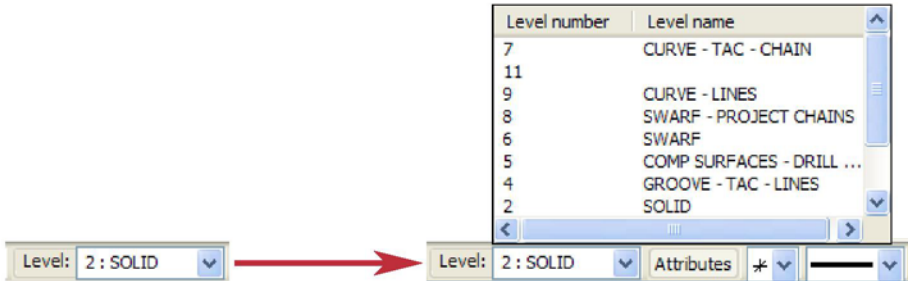 Level number Level name
7 CURVE - TAC - CHAIN
11
9 CURVE - LINES
8 SWARF - PROJECT CHAINS
6 SWARF
5 COMP SURFACES - DRILL ...
4 GROOVE - TAC - LINES
2 SOLID
Level: 2 : SOLID Level: 2 : SOLID Attributes